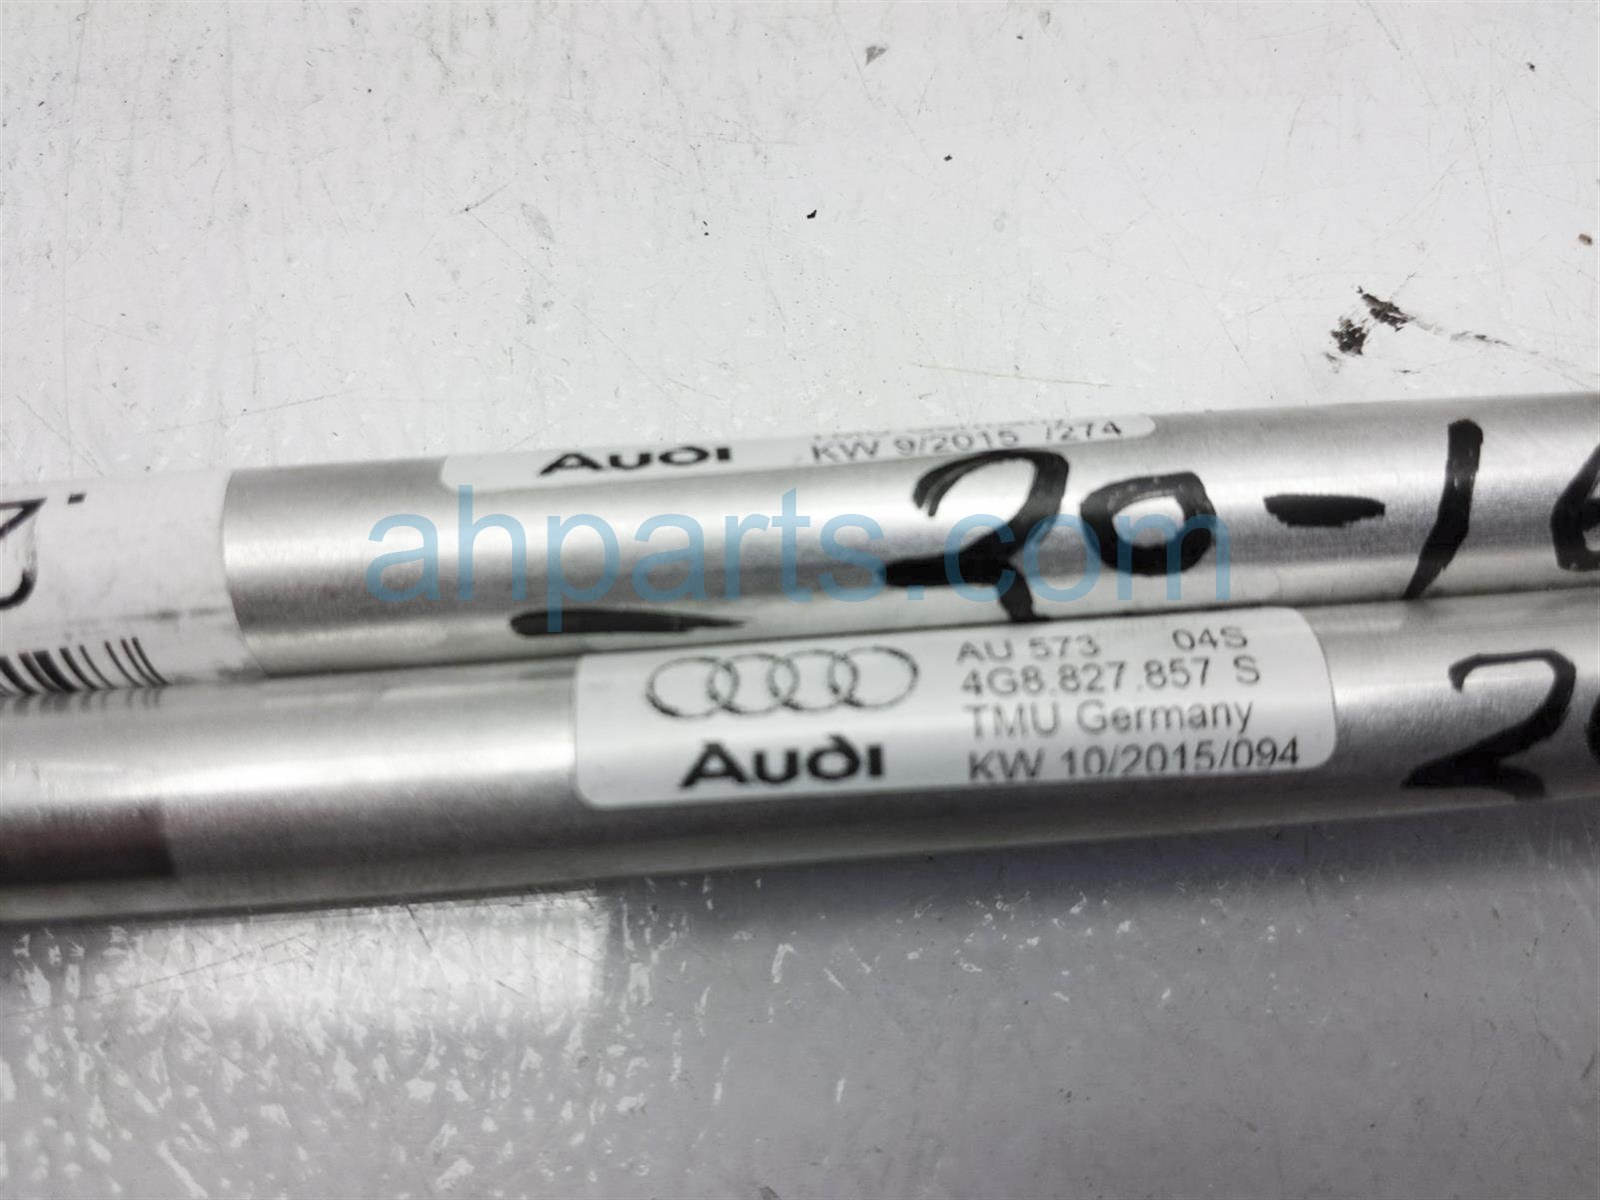 Audi
KW 9/2015 /274
20-16
ahparts.com
AU 573 04S
4G8.827.857 S
TMU Germany
Audi
KW 10/2015/094